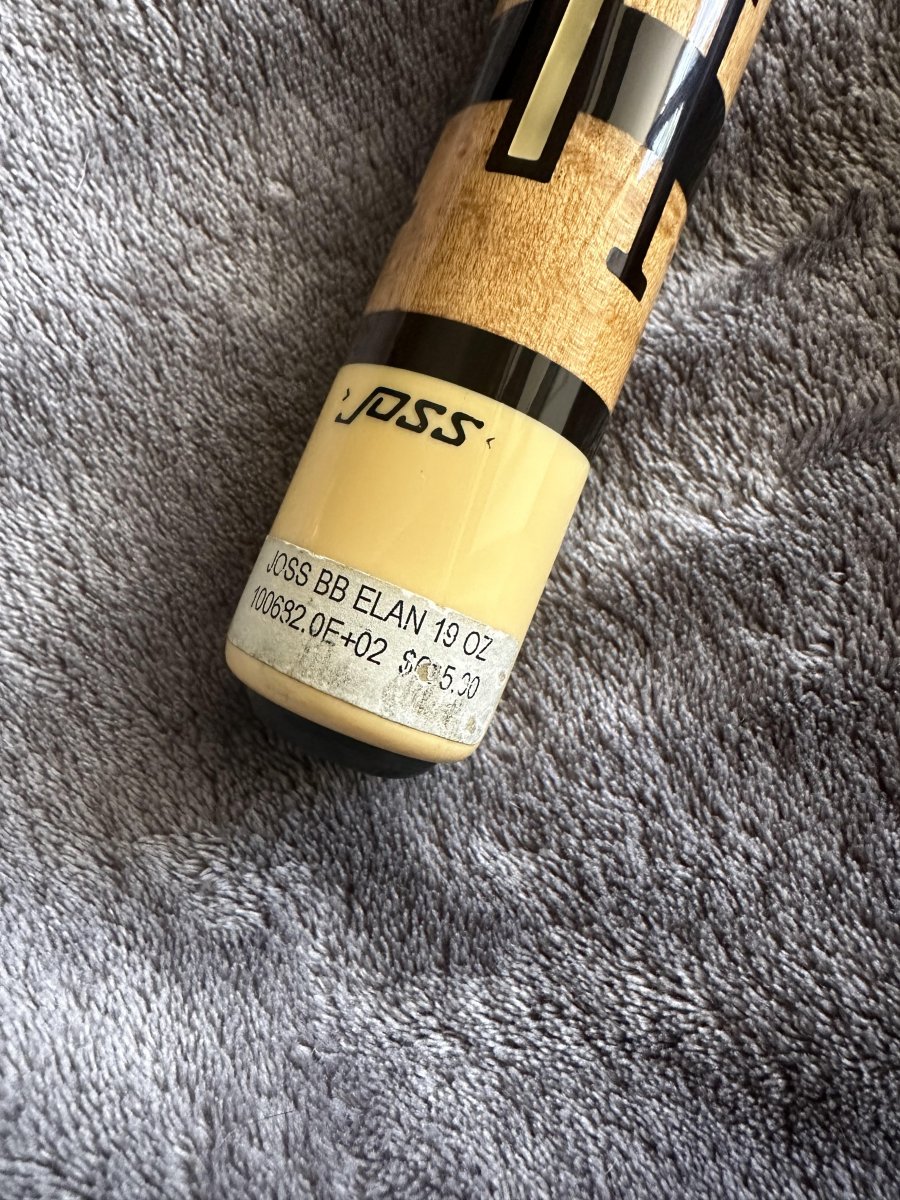 JOSS
JOSS BB ELAN 19 OZ
100682.0E+02